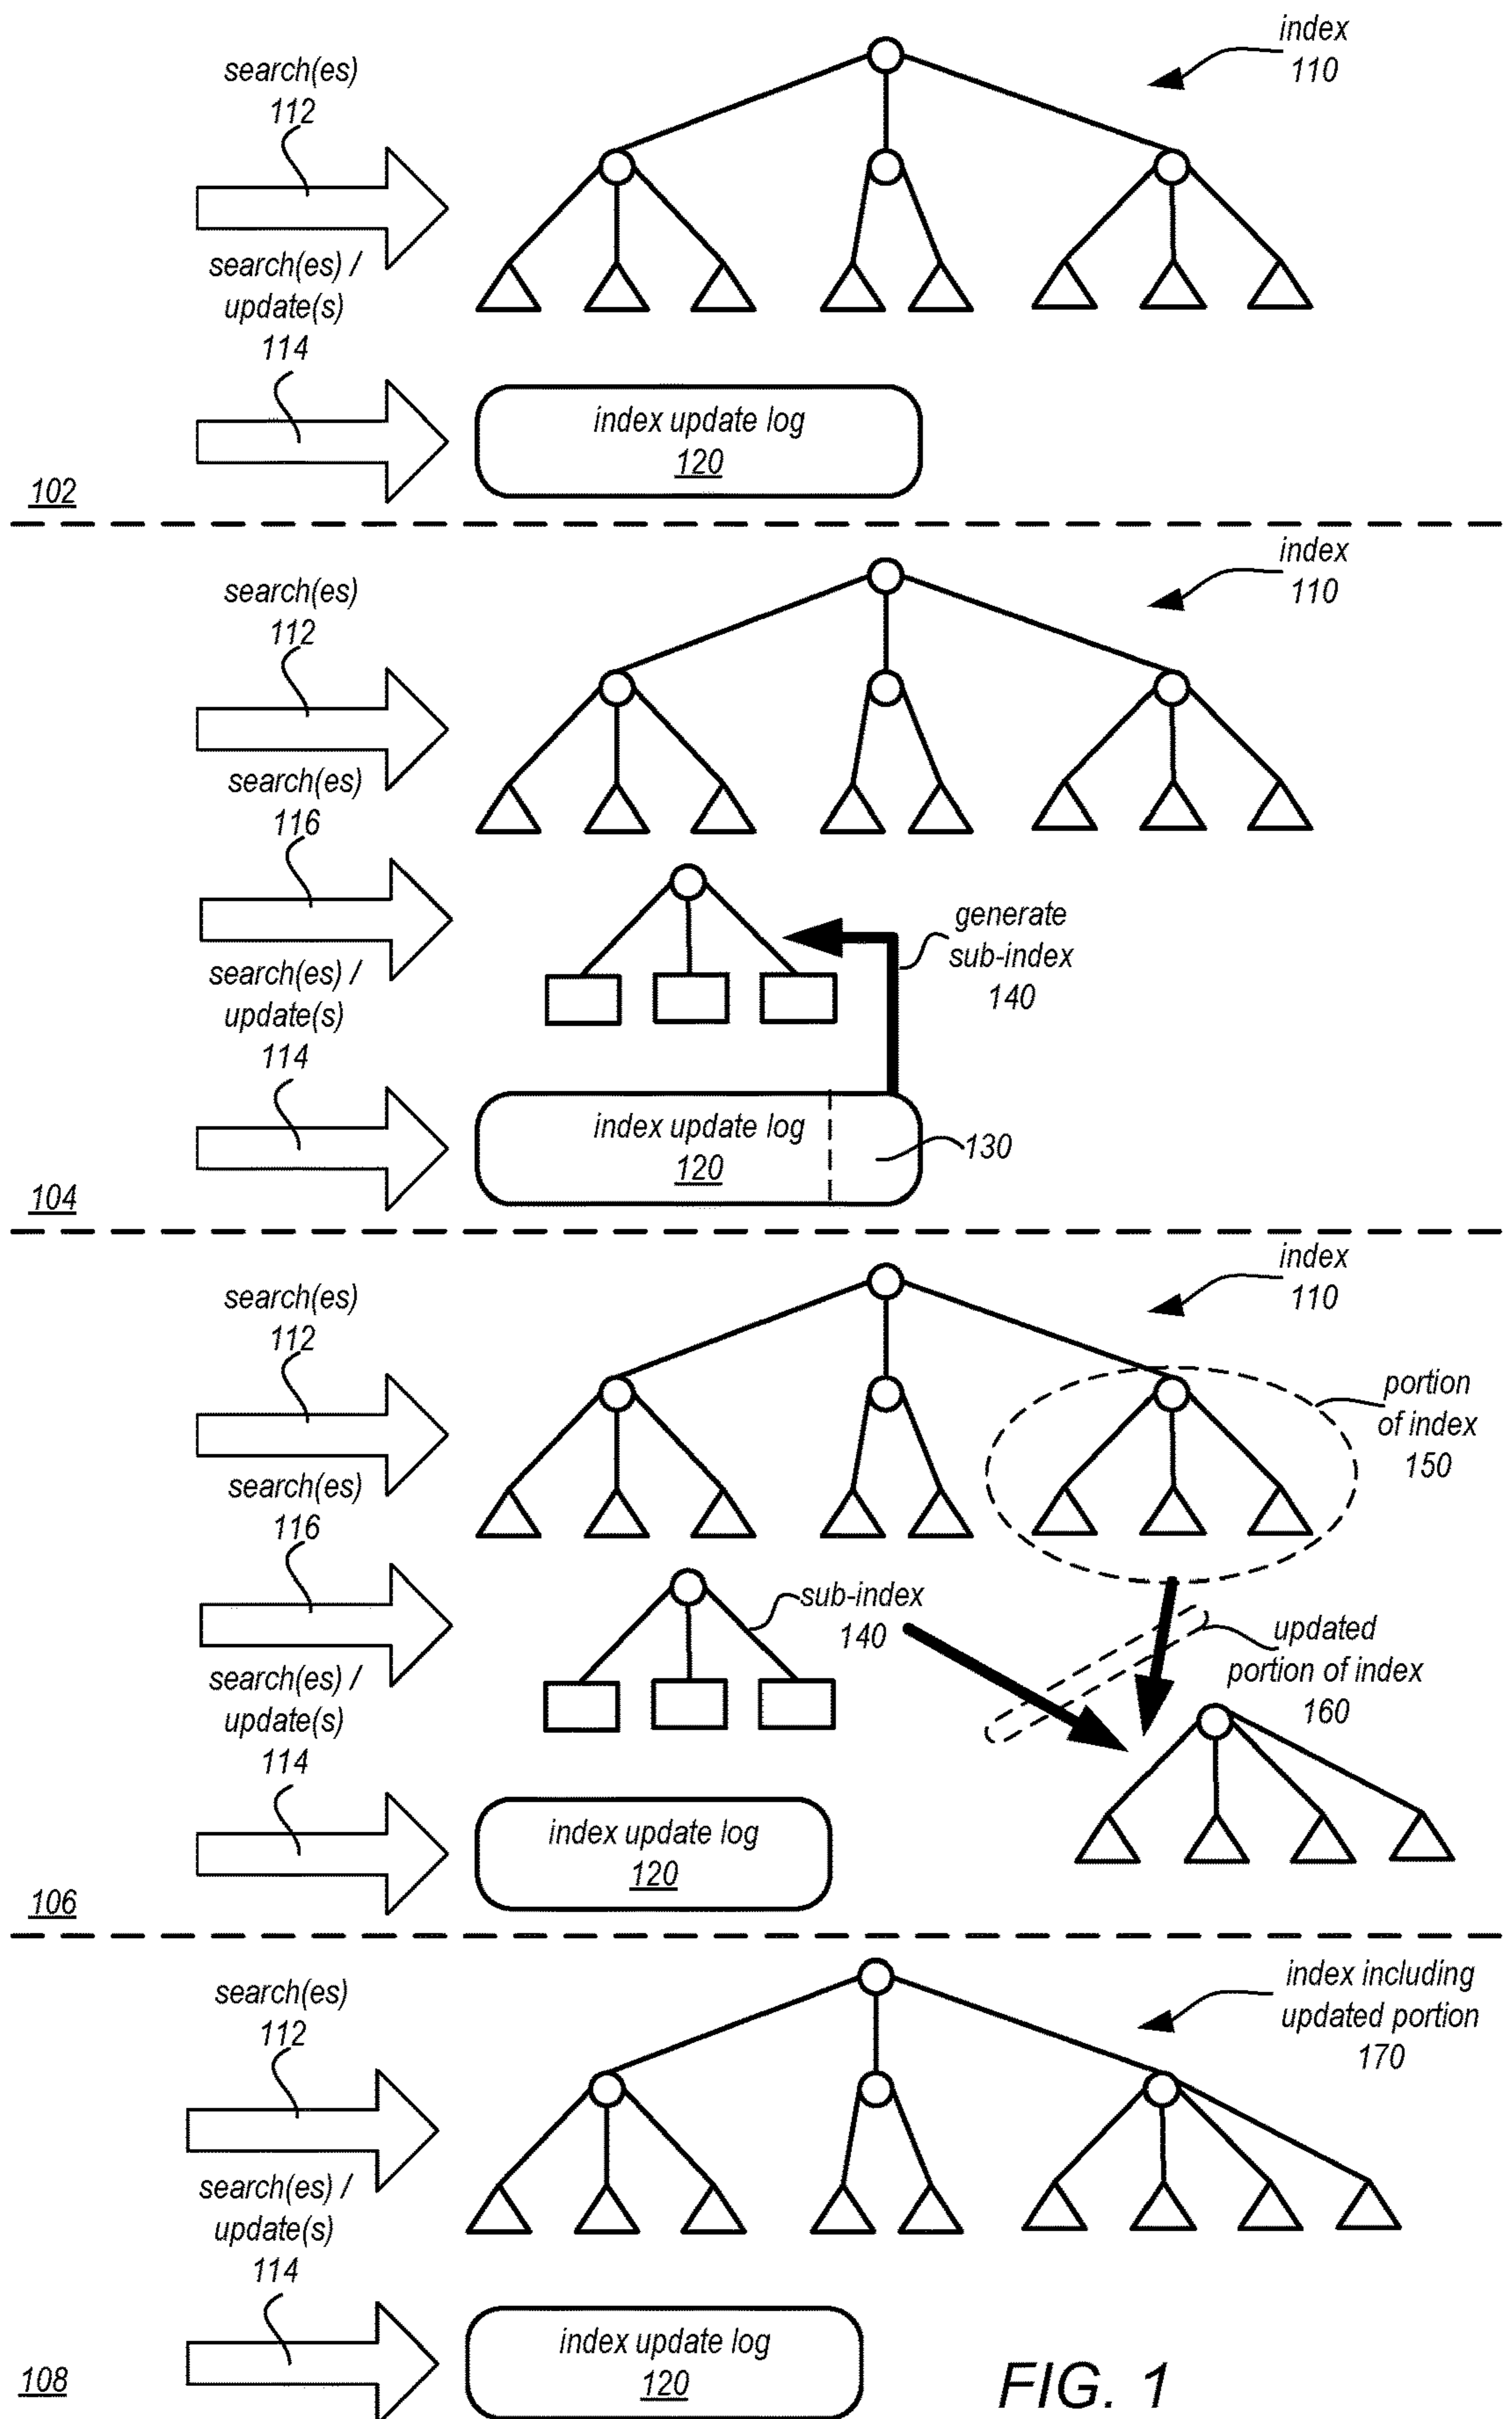 index
110
search(es)
112
search(es) /
update(s)
114
index update log
120
102
index
110
search(es)
112
search(es)
116
generate
sub-index
140
search(es) /
update(s)
114
index update log
120
130
104
index
110
search(es)
112
portion
of index
150
search(es)
116
sub-index
140
updated
portion of index
160
search(es) /
update(s)
114
index update log
120
106
index including
updated portion
170
search(es)
112
search(es) /
update(s)
114
index update log
120
108
FIG. 1